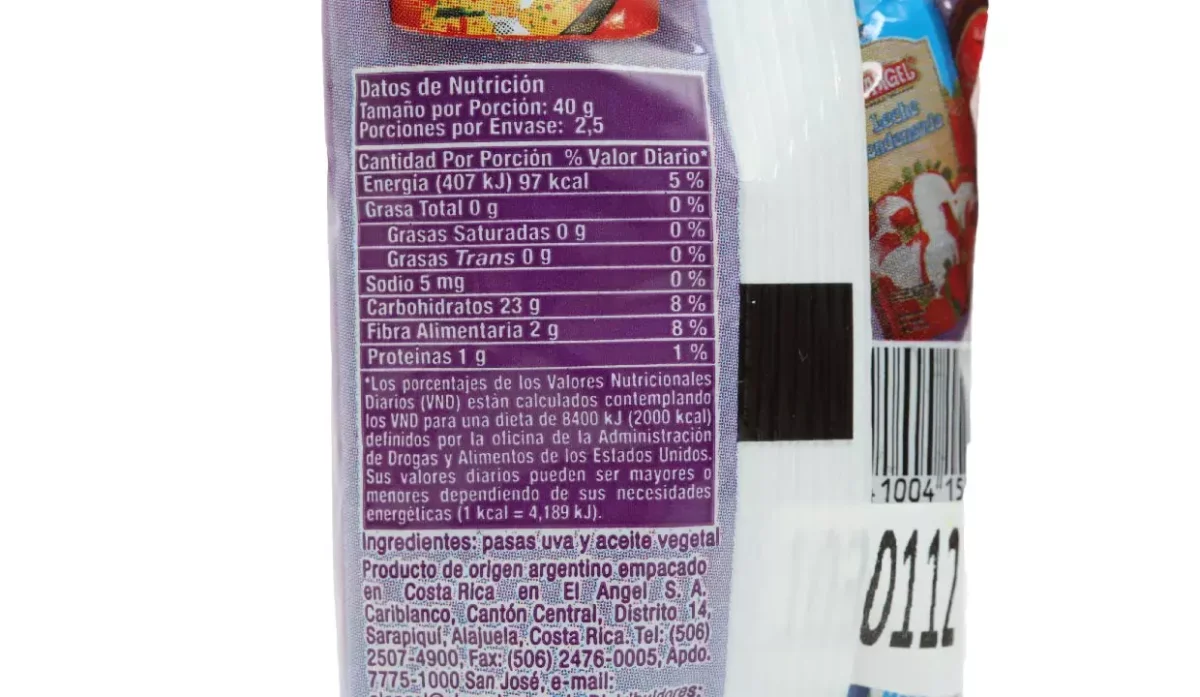 Datos de Nutrición
Tamaño por Porción: 40 g
Porciones por Envase: 2,5
Cantidad Por Porción % Valor Diario*
Energía (407 kJ) 97 kcal 5 %
Grasa Total 0 g 0 %
Grasas Saturadas 0 g 0 %
Grasas Trans 0 g 0 %
Sodio 5 mg 0 %
Carbohidratos 23 g 8 %
Fibra Alimentaria 2 g 8 %
Proteínas 1 g 1 %
*Los porcentajes de los Valores Nutricionales
Diarios (VND) están calculados contemplando
los VND para una dieta de 8400 kJ (2000 kcal)
definidos por la oficina de la Administración
de Drogas y Alimentos de los Estados Unidos.
Sus valores diarios pueden ser mayores o
menores dependiendo de sus necesidades
energéticas (1 kcal = 4,189 kJ).
Ingredientes: pasas uva y aceite vegetal
Producto de origen argentino empacado
en Costa Rica en El Angel S. A.
Cariblanco, Cantón Central, Distrito 14,
Sarapiquí Alajuela, Costa Rica. Tel: (506)
2507-4900, Fax: (506) 2476-0005, Apdo.
7775-1000 San José, e-mail:
Distribuidores:
Leche
1004 15
0112